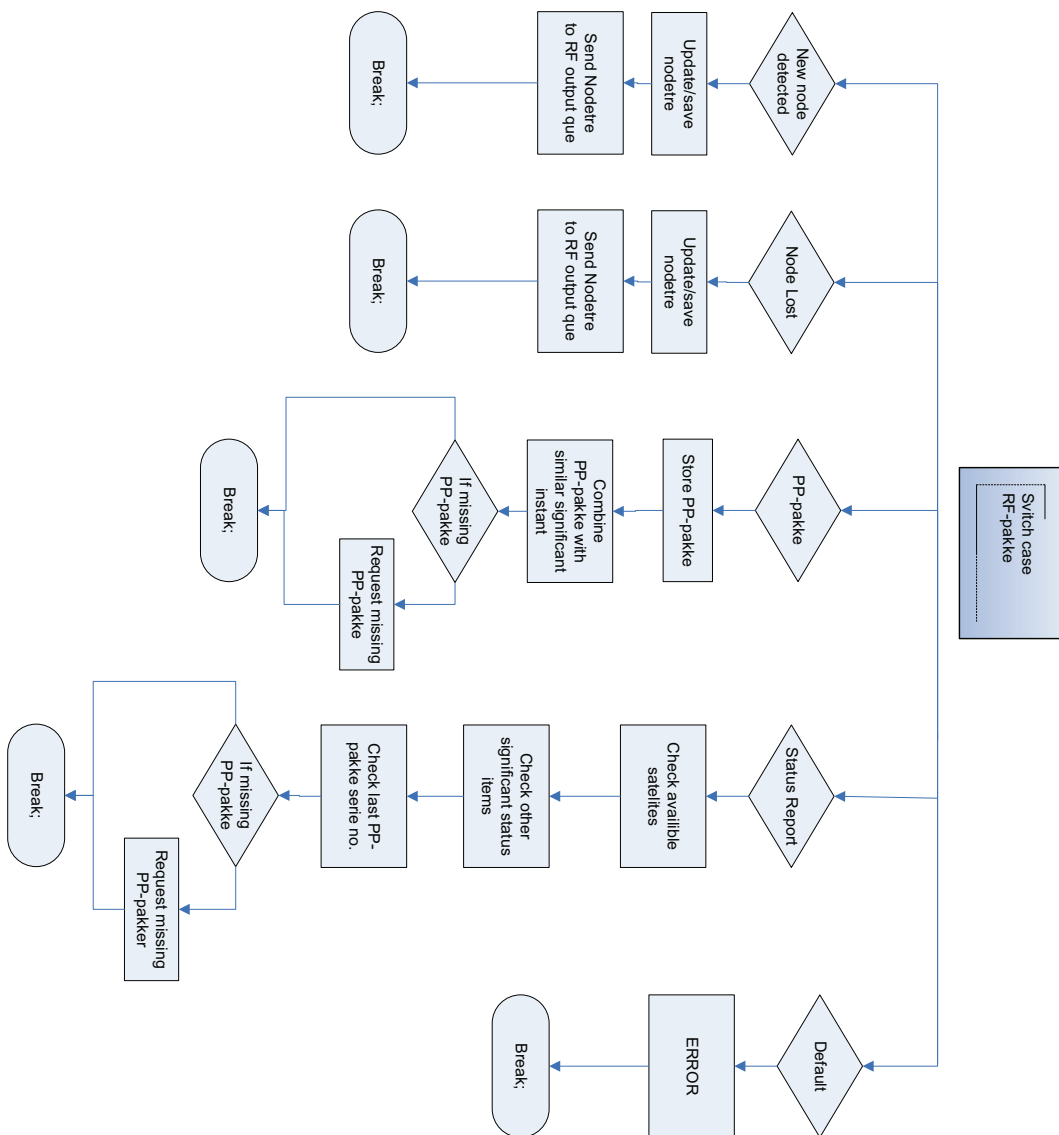 Svitch case
RF-pakke
New node
detected
Update/save
nodetre
Send Nodetre
to RF output que
Break;
Node Lost
Update/save
nodetre
Send Nodetre
to RF output que
Break;
PP-pakke
Store PP-pakke
Combine
PP-pakke with
similar significant
instant
If missing
PP-pakke
Request missing
PP-pakke
Break;
Status Report
Check availible
satelites
Check other
significant status
items
Check last PP-
pakke serie no.
If missing
PP-pakke
Request missing
PP-pakker
Break;
Default
ERROR
Break;